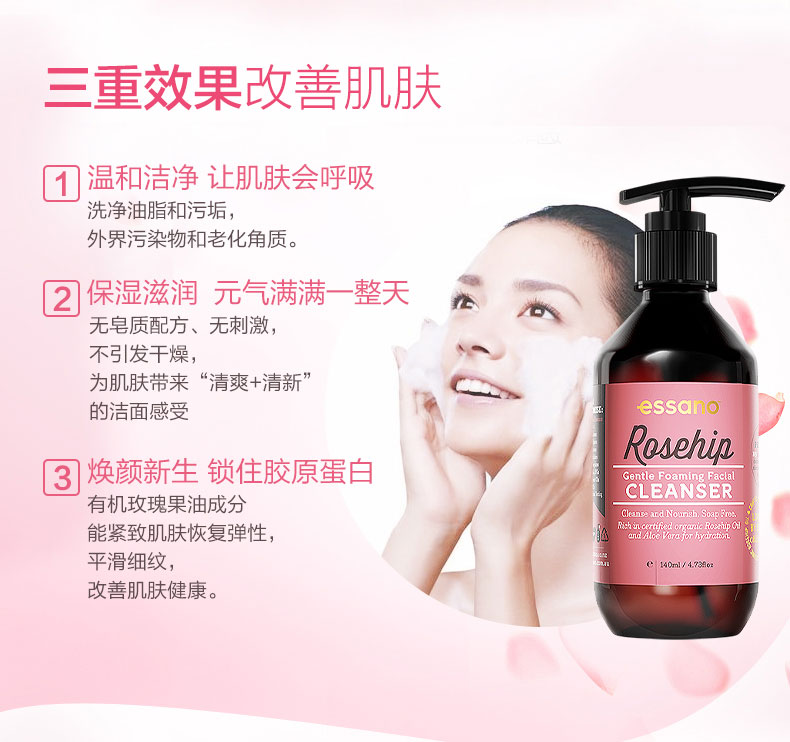 三重效果改善肌肤
1 温和洁净 让肌肤会呼吸
洗净油脂和污垢，
外界污染物和老化角质。
2 保湿滋润 元气满满一整天
无皂质配方、无刺激，
不引发干燥，
为肌肤带来“清爽+清新”
的洁面感受
3 焕颜新生 锁住胶原蛋白
有机玫瑰果油成分
能紧致肌肤恢复弹性，
平滑细纹，
改善肌肤健康。
essano
Rosehip
Gentle Foaming Facial
CLEANSER
Cleanse and Nourish. Soap Free.
Rich in certified organic Rosehip Oil
and Aloe Vera for hydration.
℮ 140ml / 4.73floz